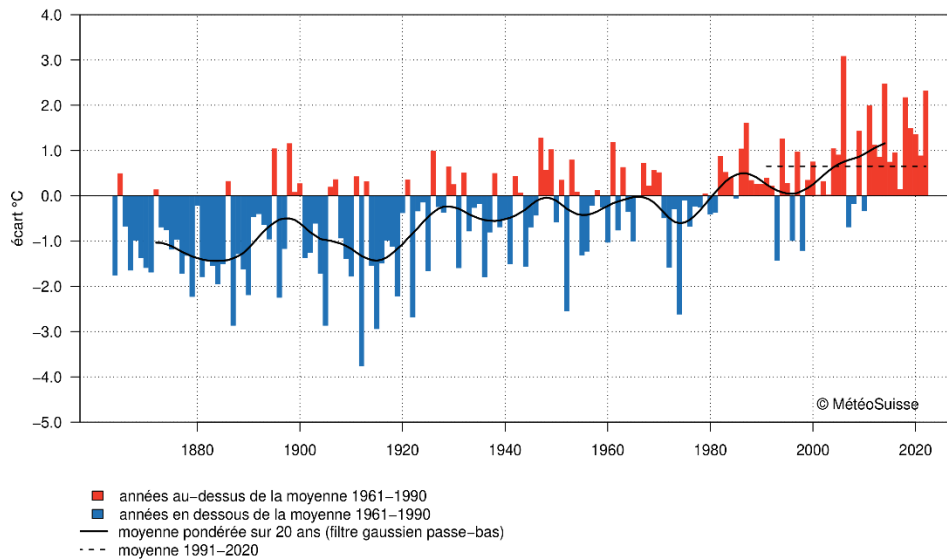 4.0
3.0
2.0
1.0
0.0
−1.0
−2.0
−3.0
−4.0
−5.0
écart °C
© MétéoSuisse
1880 1900 1920 1940 1960 1980 2000 2020
années au−dessus de la moyenne 1961−1990
années en dessous de la moyenne 1961−1990
moyenne pondérée sur 20 ans (filtre gaussien passe−bas)
moyenne 1991−2020